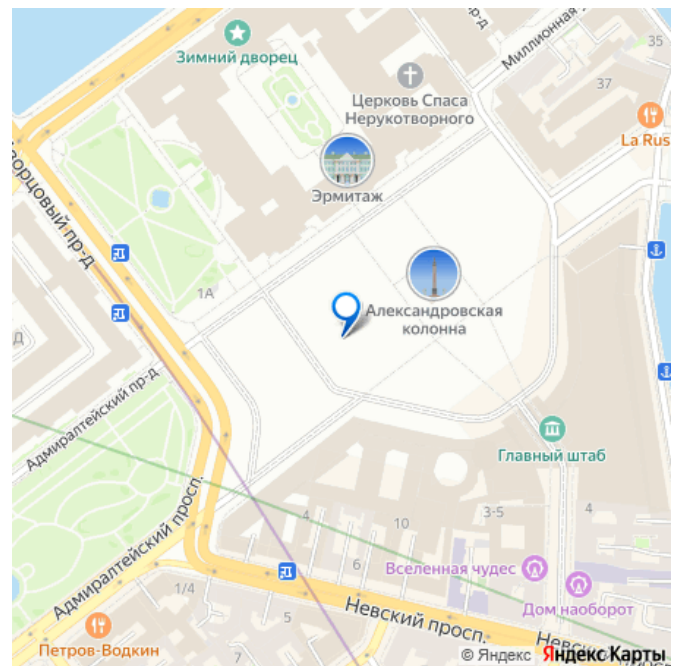 Зимний дворец
Миллионная
35
37
Церковь Спаса
Нерукотворного
La Rus
Эрмитаж
Дворцовый пр-д
1А
Александровская
колонна
Д
Адмиралтейский пр-д
Главный штаб
Адмиралтейский просп.
4
10
3-5
4
6
Вселенная чудес
1/4
5
Невский просп.
Дом наоборот
Петров-Водкин
© Яндекс Яндекс Карты